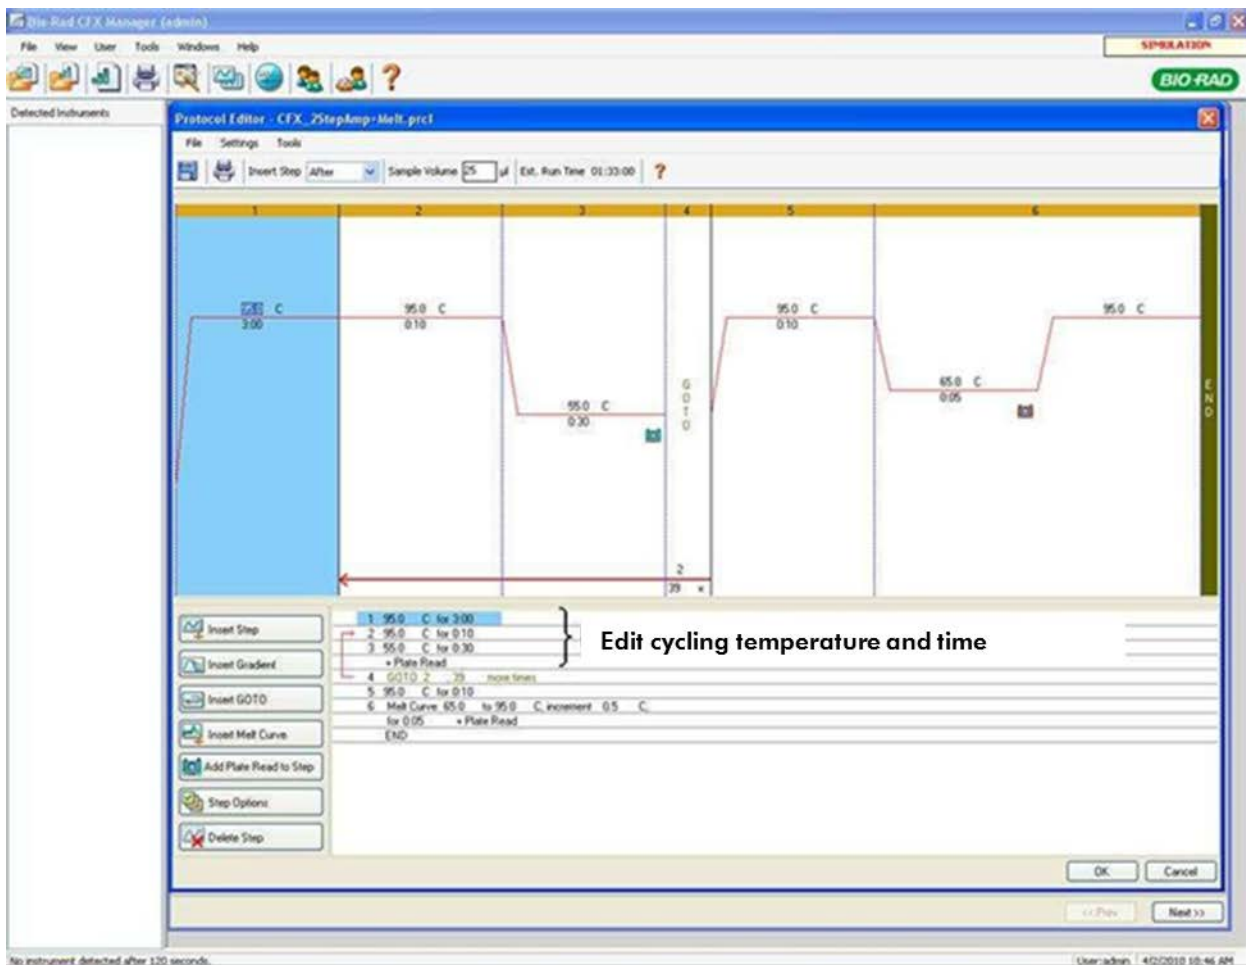 Bio-Rad CFX Manager (admin)
File View User Tools Windows Help
SIMULATION
?
BIO-RAD
Detected Instruments
Protocol Editor - CFX_2StepAmp+Melt.prcl
File Settings Tools
Insert Step After Sample Volume 25 µl Est. Run Time 01:33:00 ?
1 2 3 4 5 6
95.0 C 95.0 C 95.0 C 95.0 C
3:00 0:10 0:10
65.0 C
0:05
55.0 C
0:30
GOTO
END
2
39 x
Insert Step
Insert Gradient
Insert GOTO
Insert Melt Curve
Add Plate Read to Step
Step Options
Delete Step
1 95.0 C for 3:00
2 95.0 C for 0:10
3 55.0 C for 0:30
+ Plate Read
4 GOTO 2 , 39 more times
5 95.0 C for 0:10
6 Melt Curve 65.0 to 95.0 C, increment 0.5 C,
for 0:05 + Plate Read
END
Edit cycling temperature and time
OK Cancel
<< Prev Next >>
No instrument detected after 120 seconds.
User: admin 4/2/2010 10:46 AM